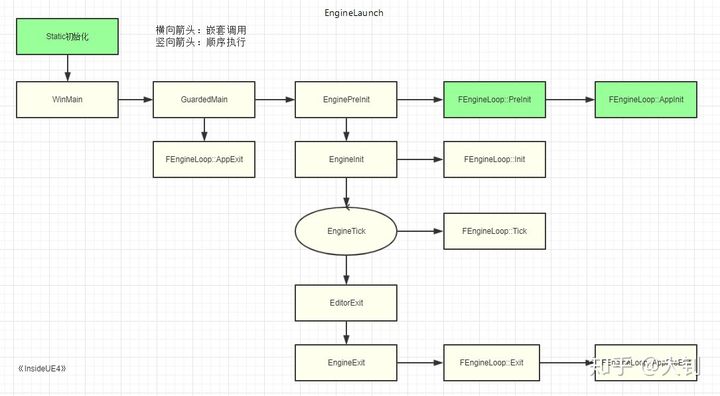 EngineLaunch
Static初始化
横向箭头：嵌套调用
竖向箭头：顺序执行
WinMain
GuardedMain
EnginePreInit
FEngineLoop::PreInit
FEngineLoop::AppInit
FEngineLoop::AppExit
EngineInit
FEngineLoop::Init
EngineTick
FEngineLoop::Tick
EditorExit
EngineExit
FEngineLoop::Exit
《InsideUE4》
知乎 @大钊